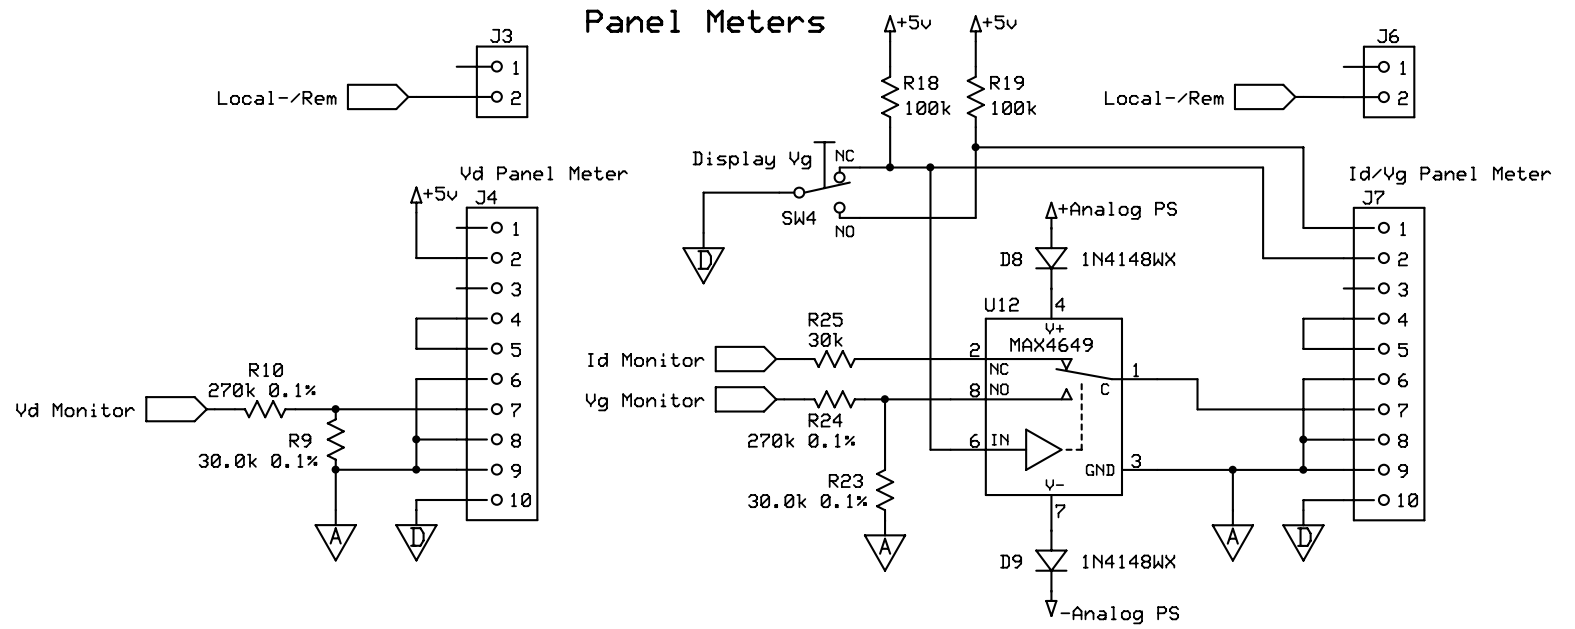 Panel Meters
J3
1
2
Local-/Rem
+5v
+5v
R18
100k
R19
100k
J6
1
2
Local-/Rem
Display Vg
NC
SW4
NO
D
Vd Panel Meter
+5v
J4
1
2
3
4
5
6
7
8
9
10
R10
270k 0.1%
Vd Monitor
R9
30.0k 0.1%
A
D
+Analog PS
D8
1N4148WX
U12
4
V+
MAX4649
R25
30k
Id Monitor
2
NC
Vg Monitor
8
NO
R24
270k 0.1%
6
IN
C
1
GND
3
V-
7
R23
30.0k 0.1%
A
D9
1N4148WX
-Analog PS
Id/Vg Panel Meter
J7
1
2
3
4
5
6
7
8
9
10
A
D